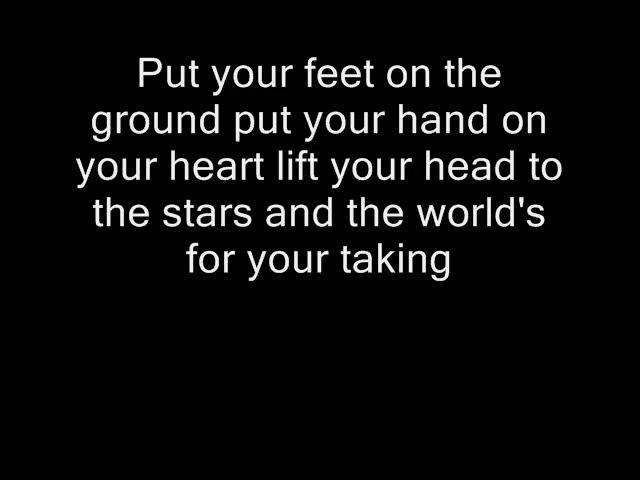 Put your feet on the
ground put your hand on
your heart lift your head to
the stars and the world's
for your taking